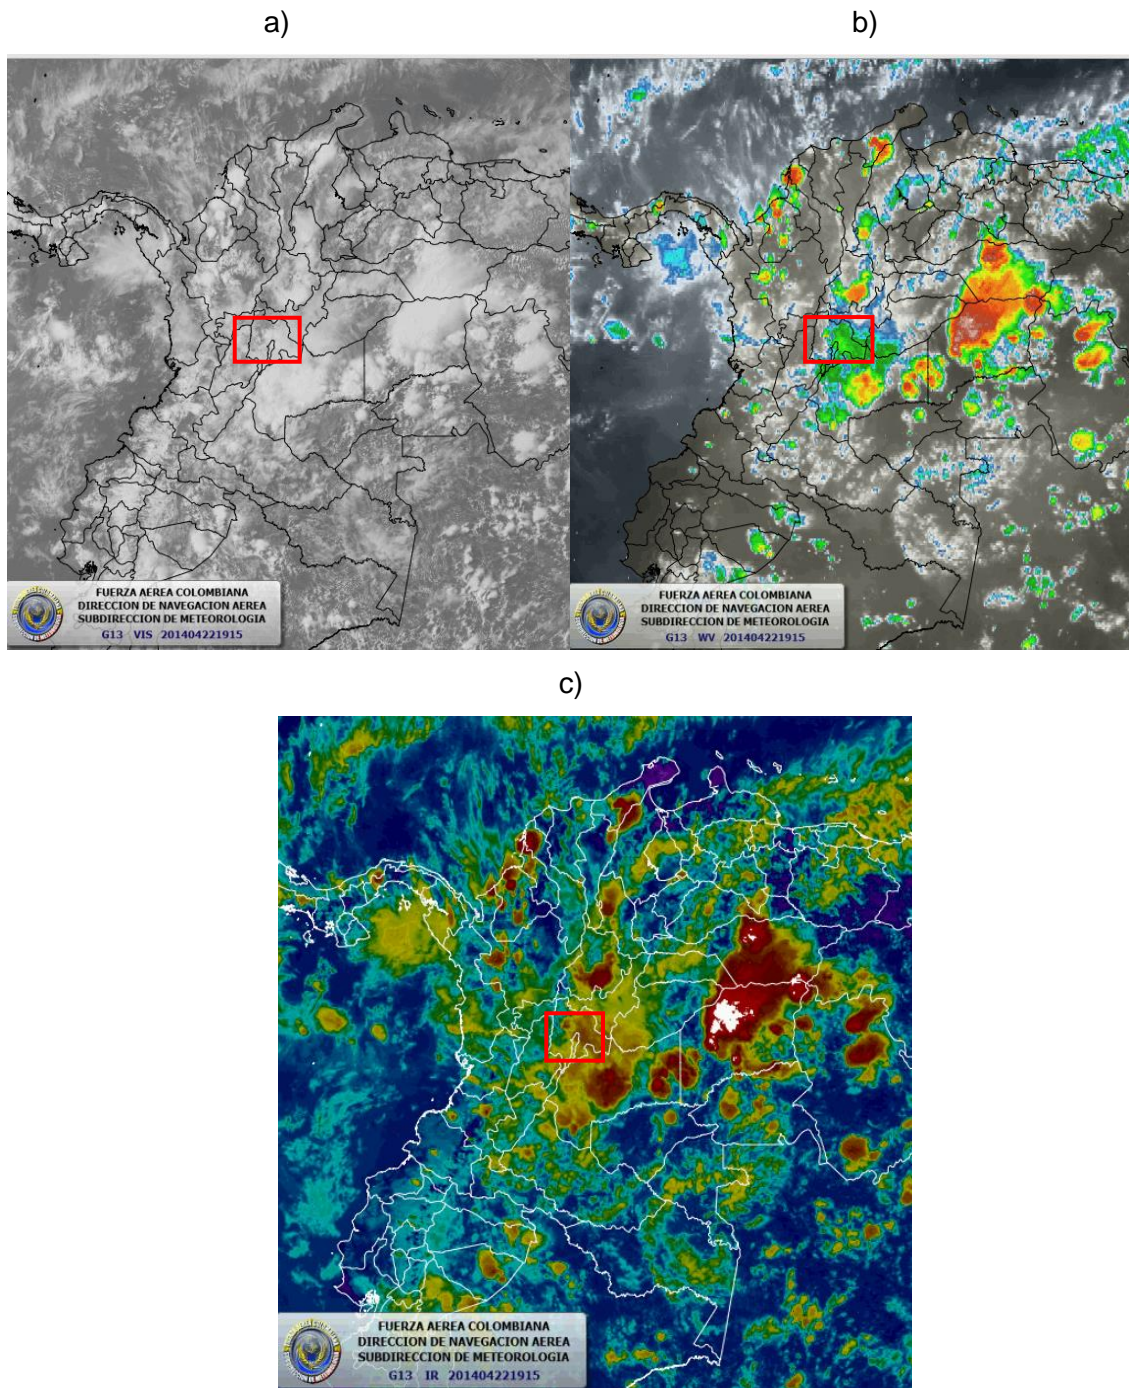 a)
b)
FUERZA AEREA COLOMBIANA
DIRECCION DE NAVEGACION AEREA
SUBDIRECCION DE METEOROLOGIA
G13 VIS 201404221915
FUERZA AEREA COLOMBIANA
DIRECCION DE NAVEGACION AEREA
SUBDIRECCION DE METEOROLOGIA
G13 WV 201404221915
c)
FUERZA AEREA COLOMBIANA
DIRECCION DE NAVEGACION AEREA
SUBDIRECCION DE METEOROLOGIA
G13 IR 201404221915